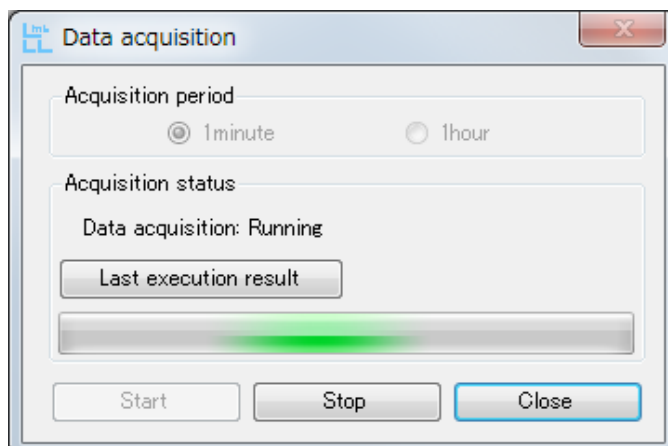 Data acquisition
Acquisition period
1minute 1hour
Acquisition status
Data acquisition: Running
Last execution result
Start Stop Close